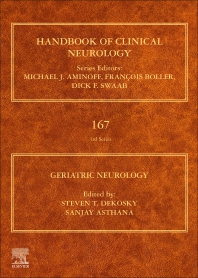 HANDBOOK OF CLINICAL
NEUROLOGY
Series Editors:
MICHAEL J. AMINOFF, FRANÇOIS BOLLER,
DICK F. SWAAB
167
3rd Series
GERIATRIC NEUROLOGY
Edited by:
STEVEN T. DEKOSKY
SANJAY ASTHANA
ELSEVIER